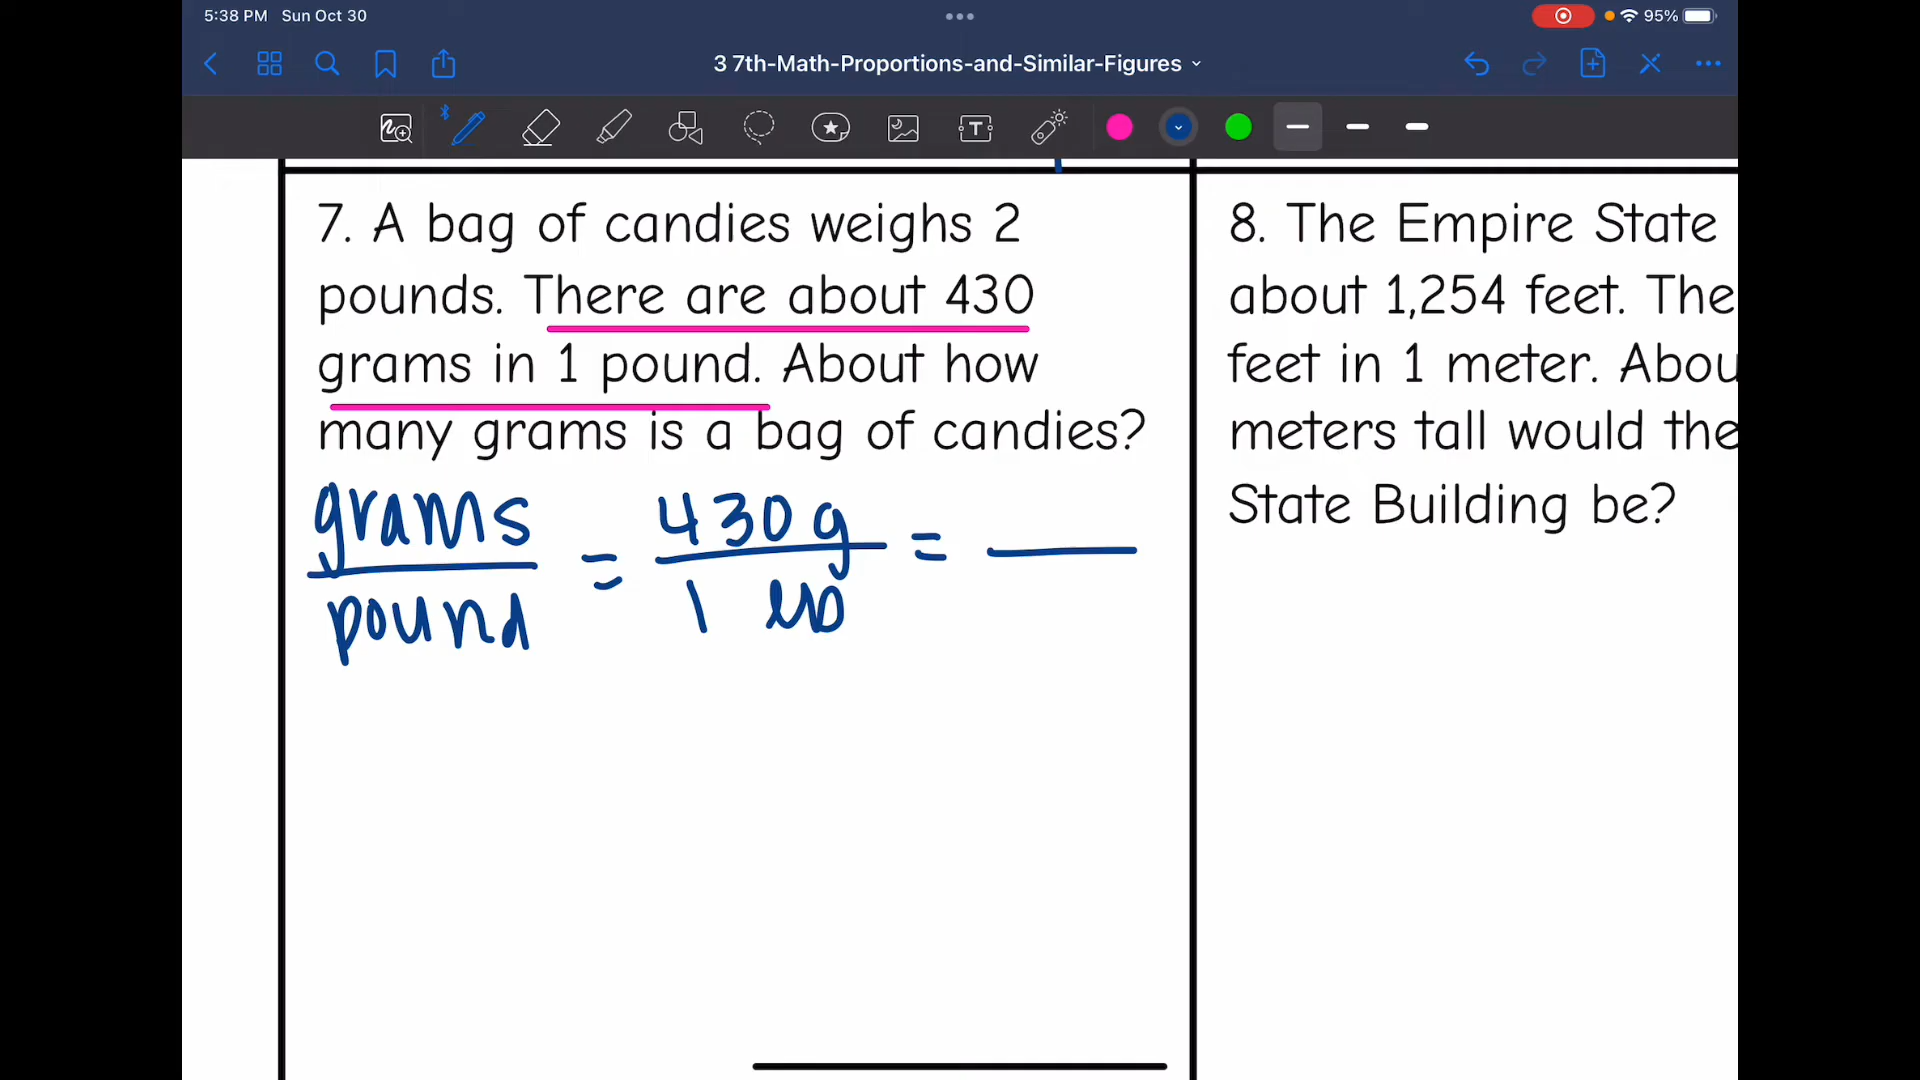 5:38 PM Sun Oct 30
95%
3 7th-Math-Proportions-and-Similar-Figures
T
7. A bag of candies weighs 2
pounds. There are about 430
grams in 1 pound. About how
many grams is a bag of candies?
grams = 430 g =
pound 1 lb
8. The Empire State
about 1,254 feet. The
feet in 1 meter. Abou
meters tall would the
State Building be?